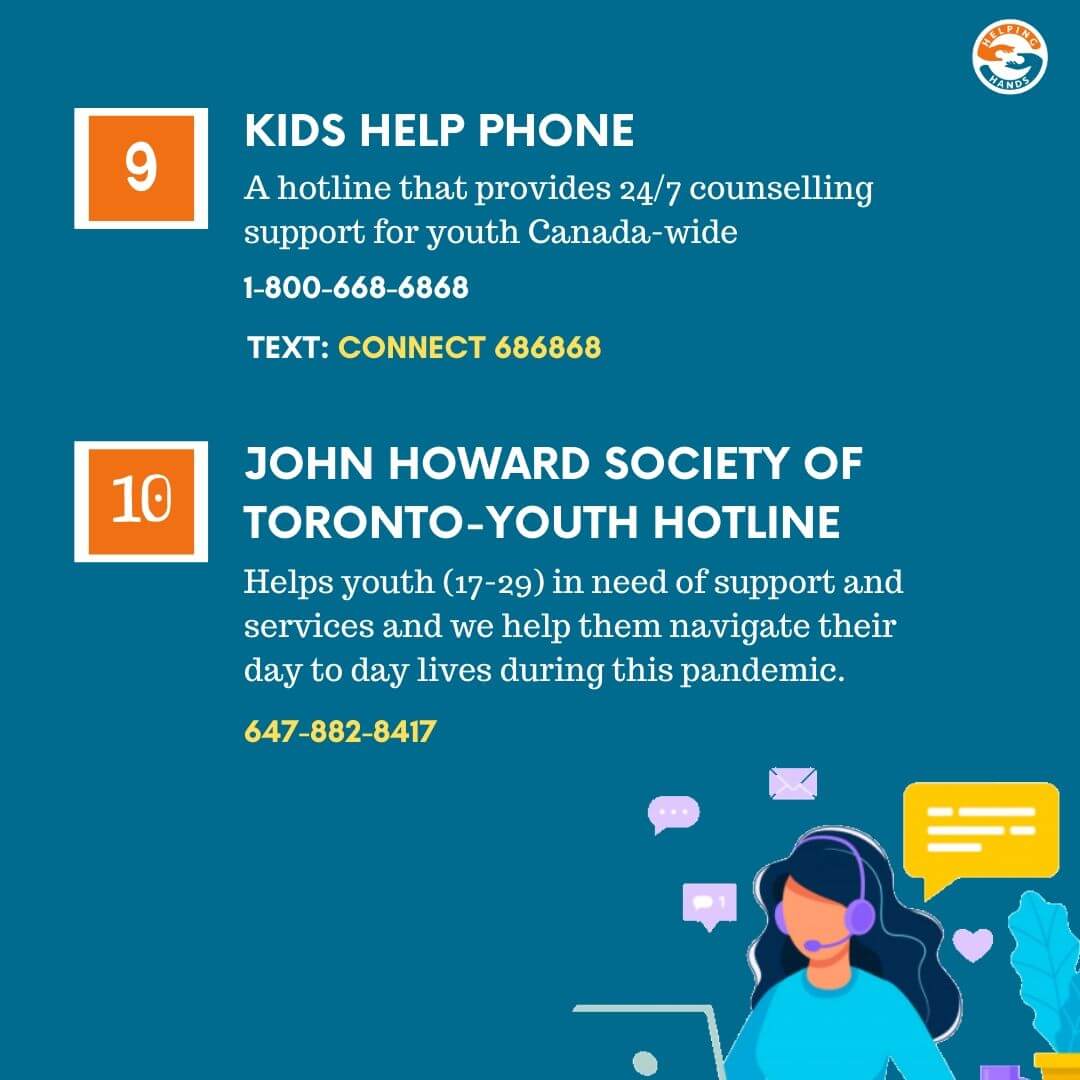 HELPING
HANDS
9
KIDS HELP PHONE
A hotline that provides 24/7 counselling
support for youth Canada-wide
1-800-668-6868
TEXT: CONNECT 686868
10
JOHN HOWARD SOCIETY OF
TORONTO-YOUTH HOTLINE
Helps youth (17-29) in need of support and
services and we help them navigate their
day to day lives during this pandemic.
647-882-8417
1